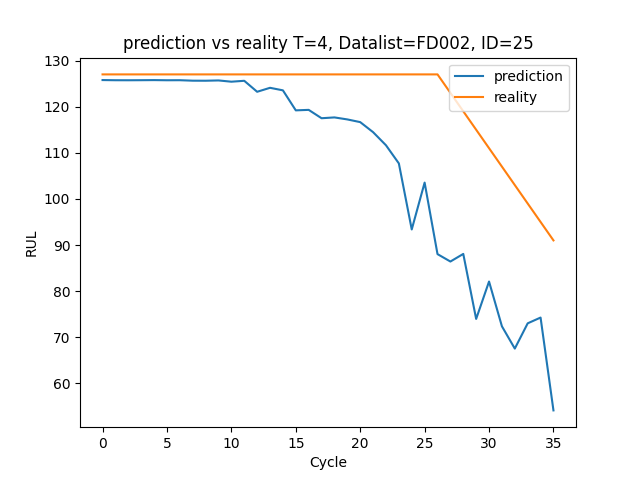 prediction vs reality T=4, Datalist=FD002, ID=25
130
120
110
100
90
80
70
60
RUL
prediction
reality
0 5 10 15 20 25 30 35
Cycle